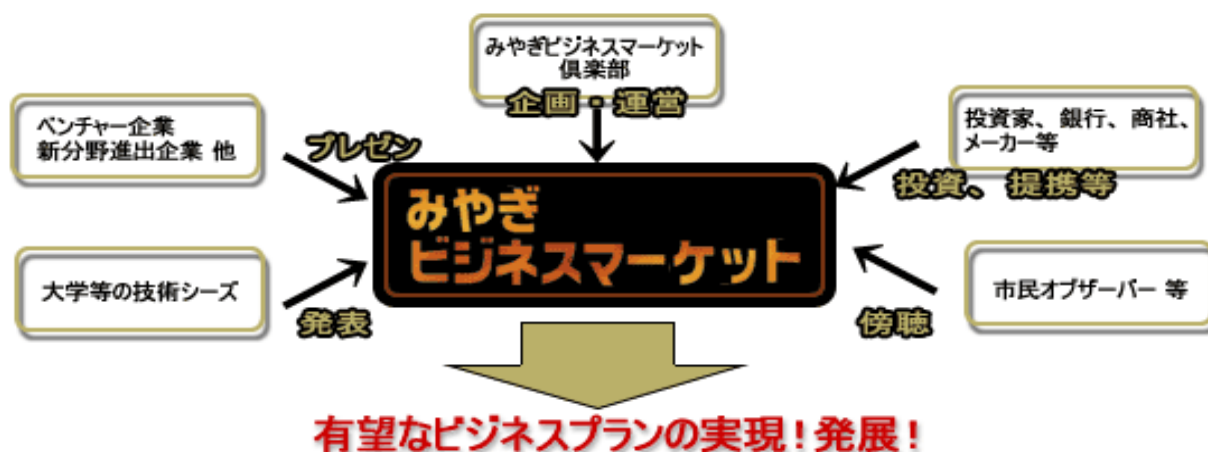 みやぎビジネスマーケット
倶楽部
企画・運営
ベンチャー企業
新分野進出企業 他
プレゼン
投資家、銀行、商社、
メーカー等
投資、提携等
みやぎ
ビジネスマーケット
大学等の技術シーズ
発表
市民オブザーバー 等
傍聴
有望なビジネスプランの実現！発展！